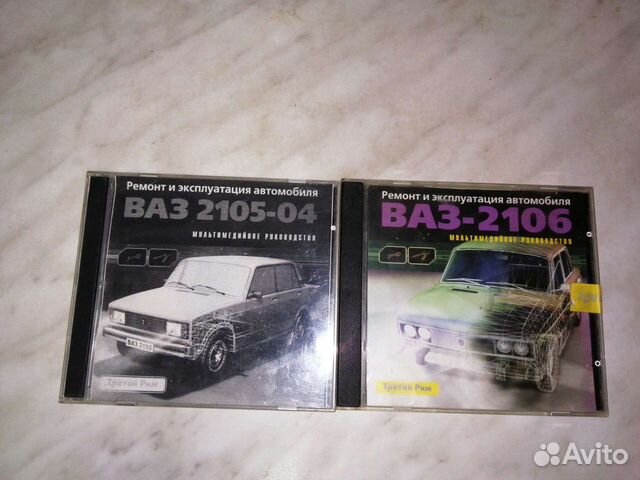 Ремонт и эксплуатация автомобиля
ВАЗ 2105-04
МУЛЬТИМЕДИЙНОЕ РУКОВОДСТВО
ВАЗ 2105
Третий Рим
Ремонт и эксплуатация автомобиля
ВАЗ-2106
МУЛЬТИМЕДИЙНОЕ РУКОВОДСТВО
Третий Рим
Avito